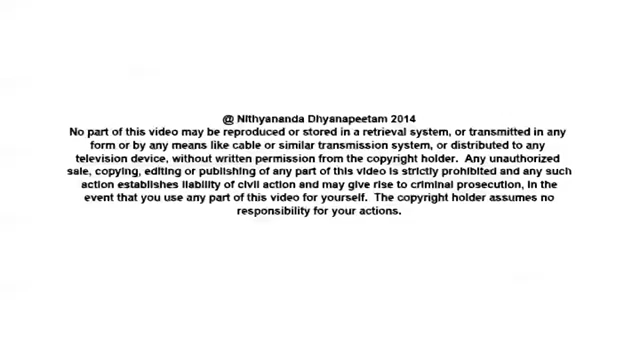 @ Nithyananda Dhyanapeetam 2014
No part of this video may be reproduced or stored in a retrieval system, or transmitted in any
form or by any means like cable or similar transmission system, or distributed to any
television device, without written permission from the copyright holder. Any unauthorized
sale, copying, editing or publishing of any part of this video is strictly prohibited and any such
action establishes liability of civil action and may give rise to criminal prosecution, in the
event that you use any part of this video for yourself. The copyright holder assumes no
responsibility for your actions.